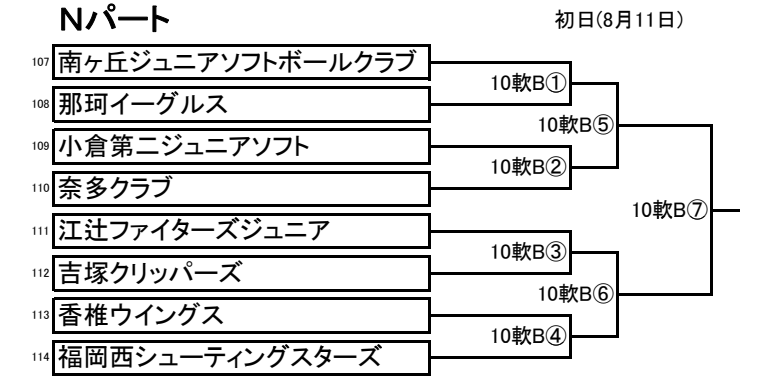 Nパート 初日(8月11日)
107 南ヶ丘ジュニアソフトボールクラブ
10軟B①
108 那珂イーグルス
10軟B⑤
109 小倉第二ジュニアソフト
10軟B②
110 奈多クラブ
10軟B⑦
111 江辻ファイターズジュニア
10軟B③
112 吉塚クリッパーズ
10軟B⑥
113 香椎ウイングス
10軟B④
114 福岡西シューティングスターズ